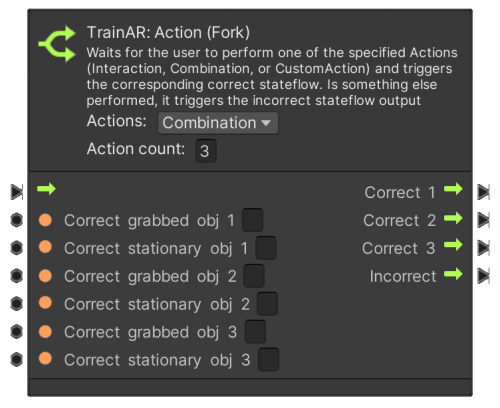 TrainAR: Action (Fork)
Waits for the user to perform one of the specified Actions
(Interaction, Combination, or CustomAction) and triggers
the corresponding correct stateflow. Is something else
performed, it triggers the incorrect stateflow output
Actions: Combination
Action count: 3
Correct 1
Correct grabbed obj 1 Correct 2
Correct stationary obj 1 Correct 3
Correct grabbed obj 2 Incorrect
Correct stationary obj 2
Correct grabbed obj 3
Correct stationary obj 3